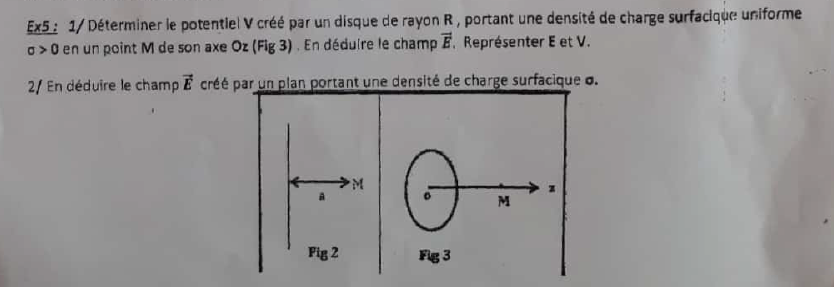 Ex5 : 1/ Déterminer le potentiel V créé par un disque de rayon R, portant une densité de charge surfacique uniforme
σ > 0 en un point M de son axe Oz (Fig 3). En déduire le champ E⃗. Représenter E et V.
2/ En déduire le champ E⃗ créé par un plan portant une densité de charge surfacique σ.
M
a
o
M
z
Fig 2
Fig 3